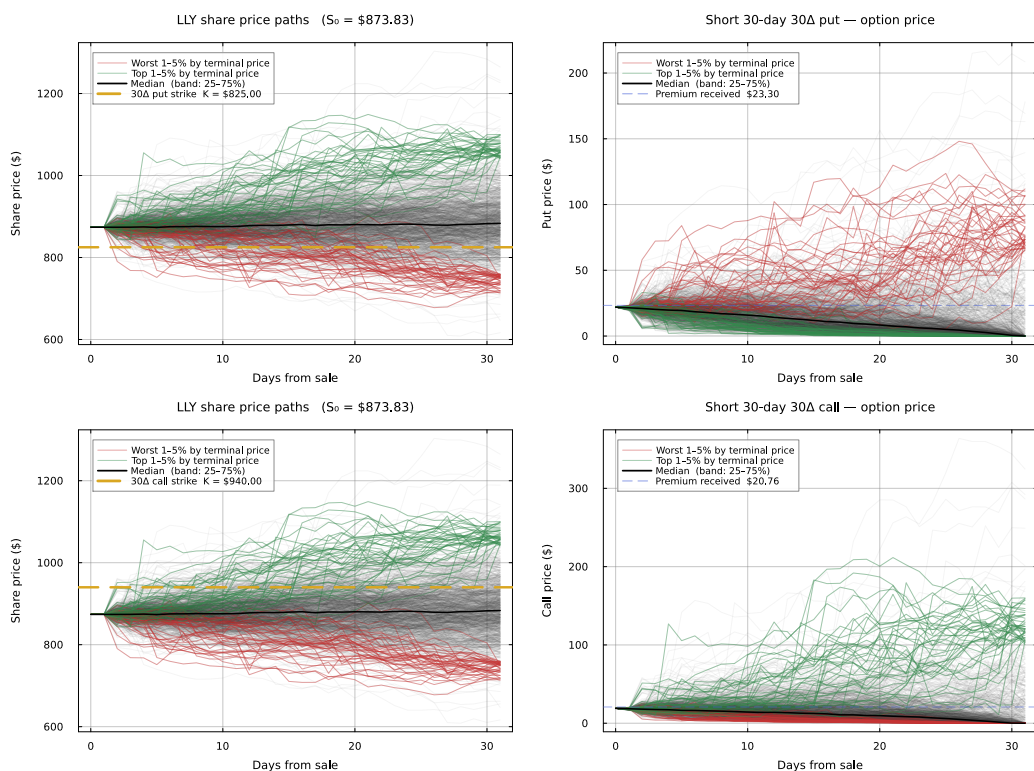 LLY share price paths (S₀ = $873.83)
Share price ($)
1200
1000
800
600
Worst 1–5% by terminal price
Top 1–5% by terminal price
Median (band: 25–75%)
30Δ put strike K = $825,00
0
10
20
30
Days from sale
Short 30-day 30Δ put — option price
Put price ($)
200
150
100
50
0
Worst 1–5% by terminal price
Top 1–5% by terminal price
Median (band: 25–75%)
Premium received $23,30
0
10
20
30
Days from sale
LLY share price paths (S₀ = $873.83)
Share price ($)
1200
1000
800
600
Worst 1–5% by terminal price
Top 1–5% by terminal price
Median (band: 25–75%)
30Δ call strike K = $940,00
0
10
20
30
Days from sale
Short 30-day 30Δ call — option price
Call price ($)
300
200
100
0
Worst 1–5% by terminal price
Top 1–5% by terminal price
Median (band: 25–75%)
Premium received $20,76
0
10
20
30
Days from sale